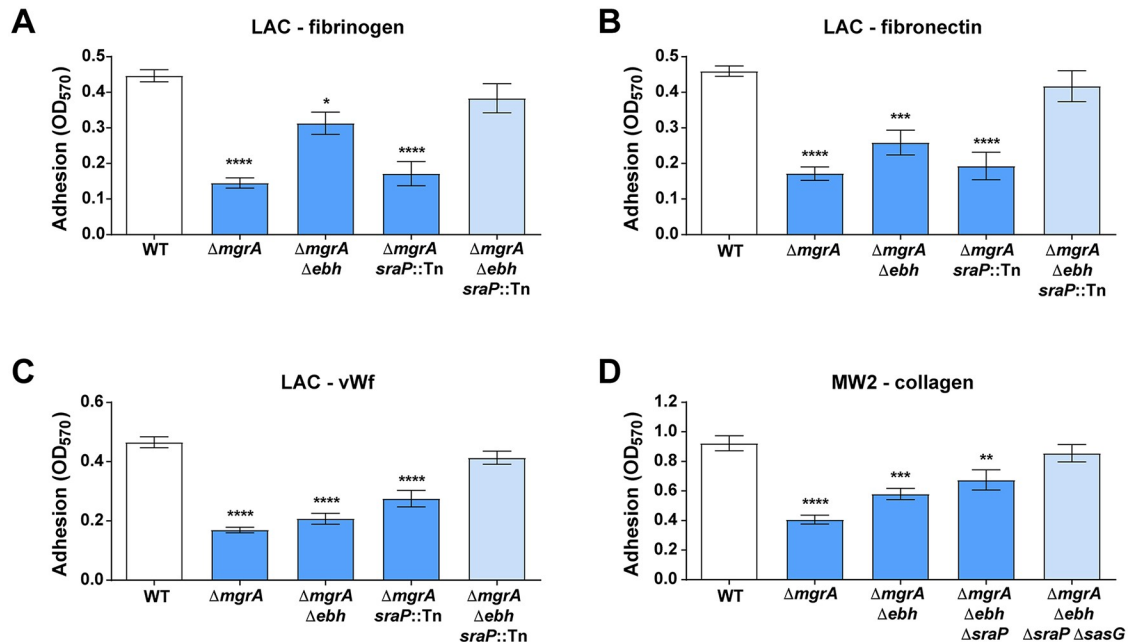 A
LAC - fibrinogen
Adhesion (OD570)
0.5
0.4
0.3
0.2
0.1
0.0
****
*
****
WT
ΔmgrA
ΔmgrA
Δebh
ΔmgrA
sraP::Tn
ΔmgrA
Δebh
sraP::Tn
B
LAC - fibronectin
Adhesion (OD570)
0.5
0.4
0.3
0.2
0.1
0.0
****
***
****
WT
ΔmgrA
ΔmgrA
Δebh
ΔmgrA
sraP::Tn
ΔmgrA
Δebh
sraP::Tn
C
LAC - vWf
Adhesion (OD570)
0.6
0.4
0.2
0.0
****
****
****
WT
ΔmgrA
ΔmgrA
Δebh
ΔmgrA
sraP::Tn
ΔmgrA
Δebh
sraP::Tn
D
MW2 - collagen
Adhesion (OD570)
1.2
1.0
0.8
0.6
0.4
0.2
0.0
****
***
**
WT
ΔmgrA
ΔmgrA
Δebh
ΔmgrA
Δebh
ΔsraP
ΔmgrA
Δebh
ΔsraP ΔsasG